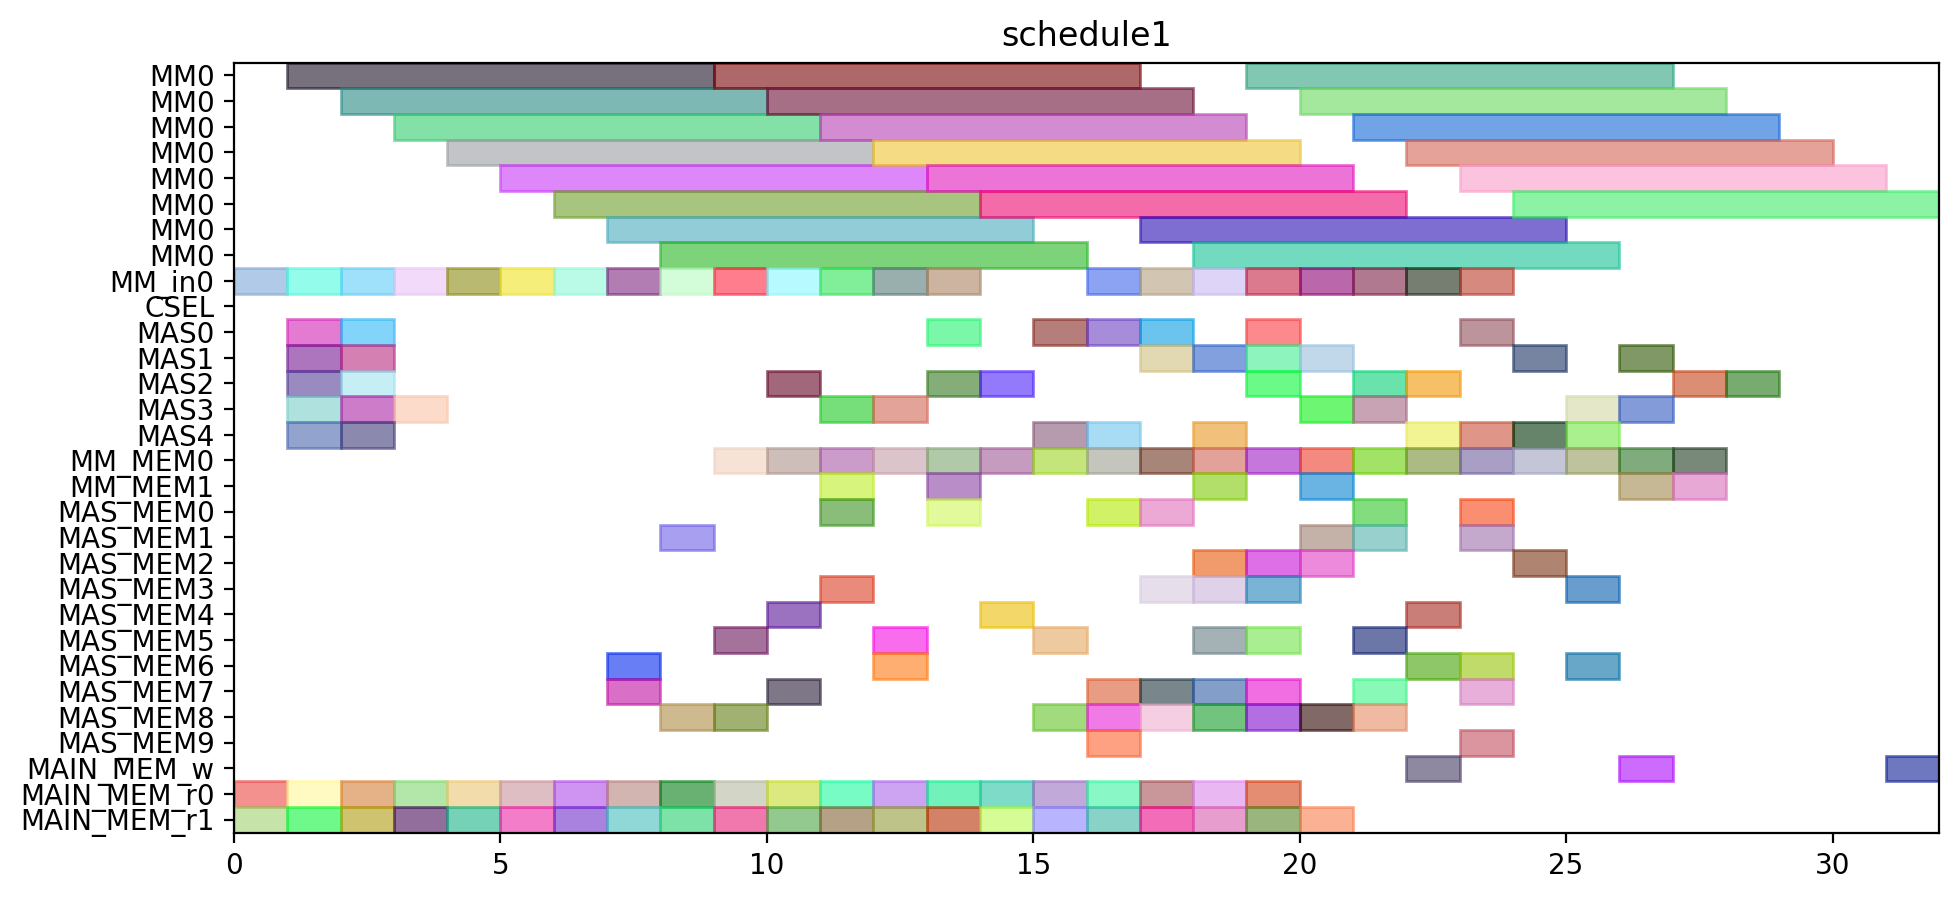 schedule1
MM0
MM0
MM0
MM0
MM0
MM0
MM0
MM0
MM_in0
CSEL
MAS0
MAS1
MAS2
MAS3
MAS4
MM_MEM0
MM_MEM1
MAS_MEM0
MAS_MEM1
MAS_MEM2
MAS_MEM3
MAS_MEM4
MAS_MEM5
MAS_MEM6
MAS_MEM7
MAS_MEM8
MAS_MEM9
MAIN_MEM_w
MAIN_MEM_r0
MAIN_MEM_r1
0 5 10 15 20 25 30